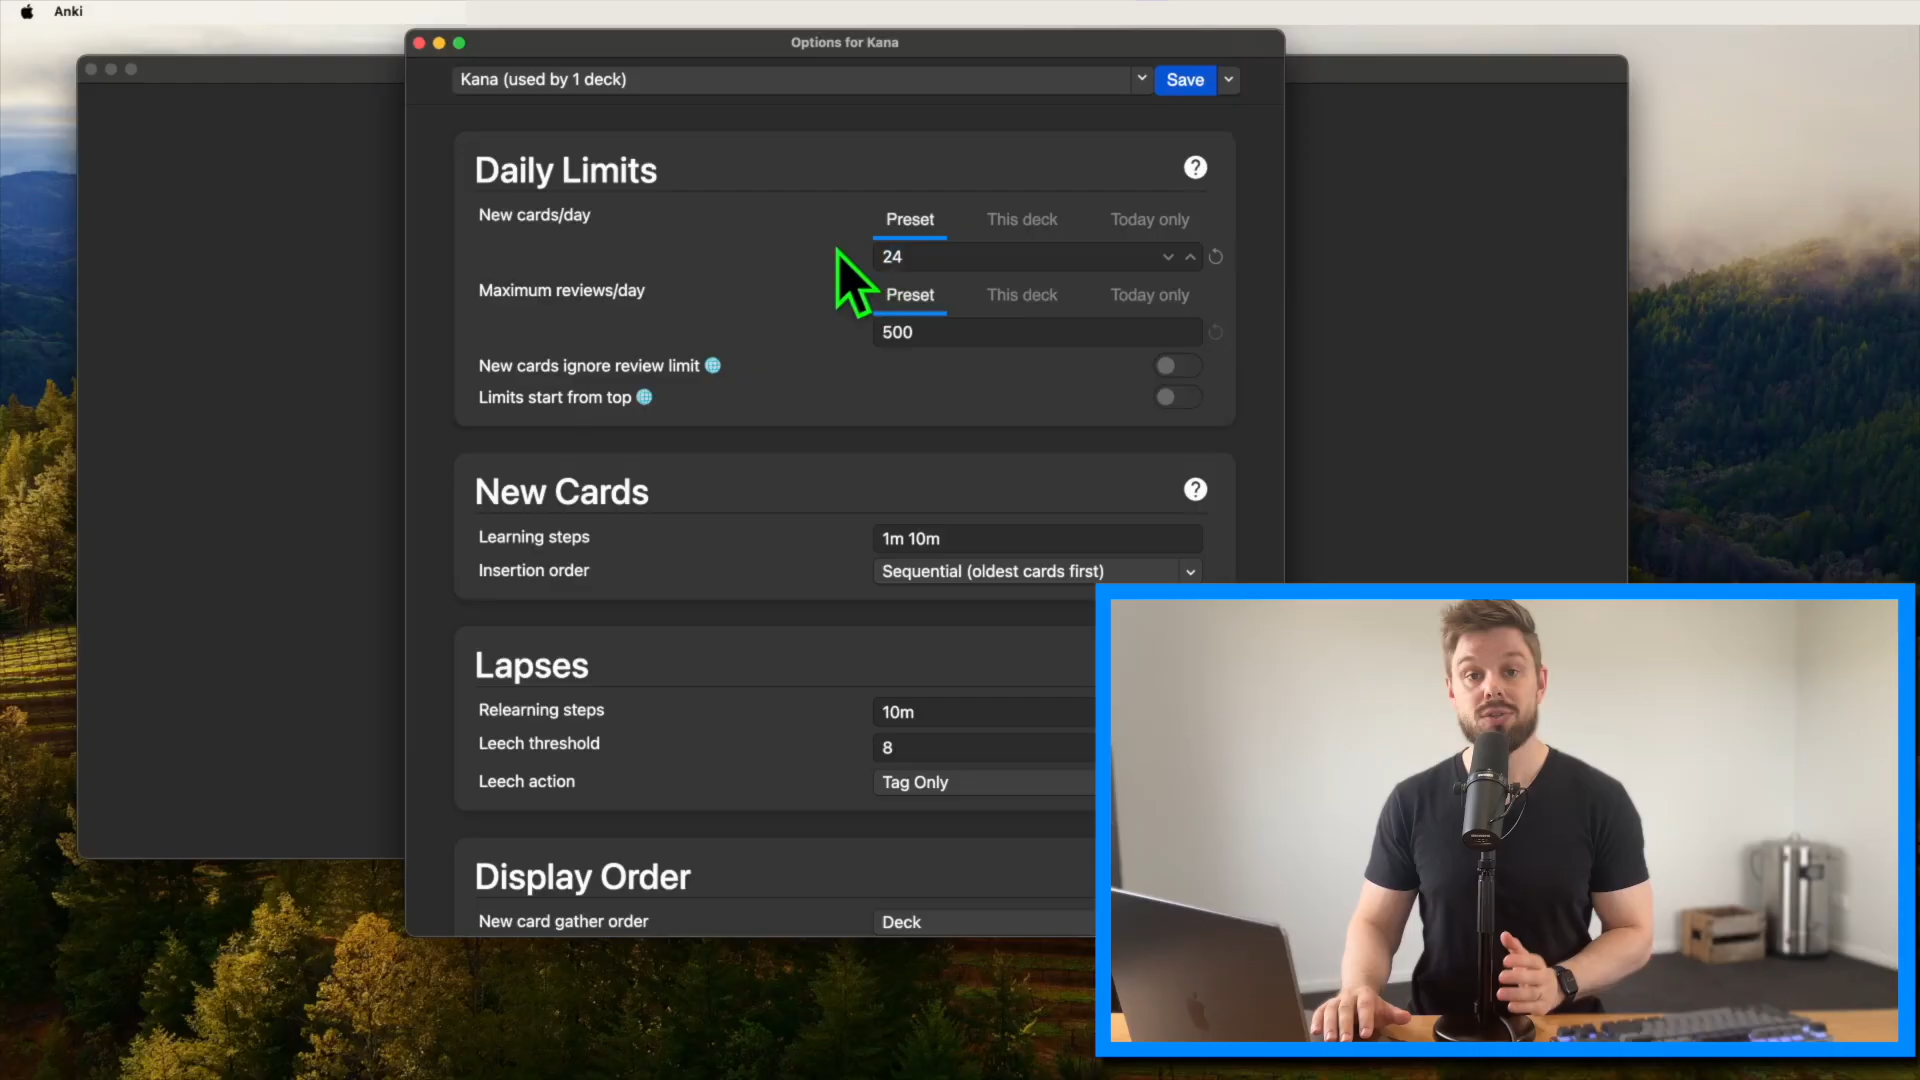 Anki
Options for Kana
Kana (used by 1 deck)
Save
Daily Limits
?
New cards/day
Preset This deck Today only
24
Maximum reviews/day
Preset This deck Today only
500
New cards ignore review limit
Limits start from top
New Cards
?
Learning steps
1m 10m
Insertion order
Sequential (oldest cards first)
Lapses
Relearning steps
10m
Leech threshold
8
Leech action
Tag Only
Display Order
New card gather order
Deck